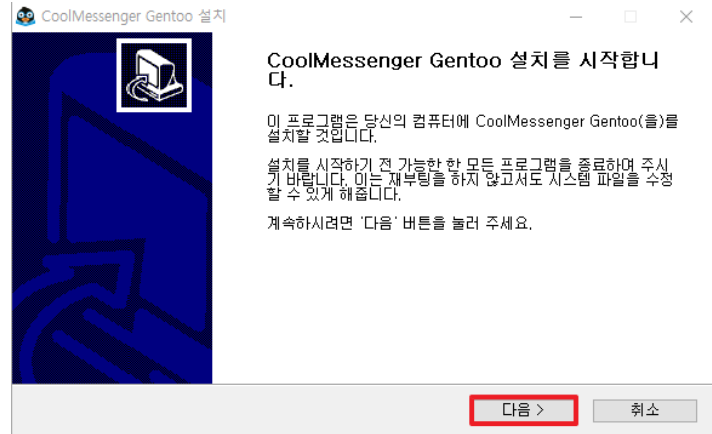 CoolMessenger Gentoo 설치
CoolMessenger Gentoo 설치를 시작합니
다.
이 프로그램은 당신의 컴퓨터에 CoolMessenger Gentoo(을)를
설치할 것입니다.
설치를 시작하기 전 가능한 한 모든 프로그램을 종료하여 주시
기 바랍니다. 이는 재부팅을 하지 않고서도 시스템 파일을 수정
할 수 있게 해줍니다.
계속하시려면 '다음' 버튼을 눌러 주세요.
다음 >
취소